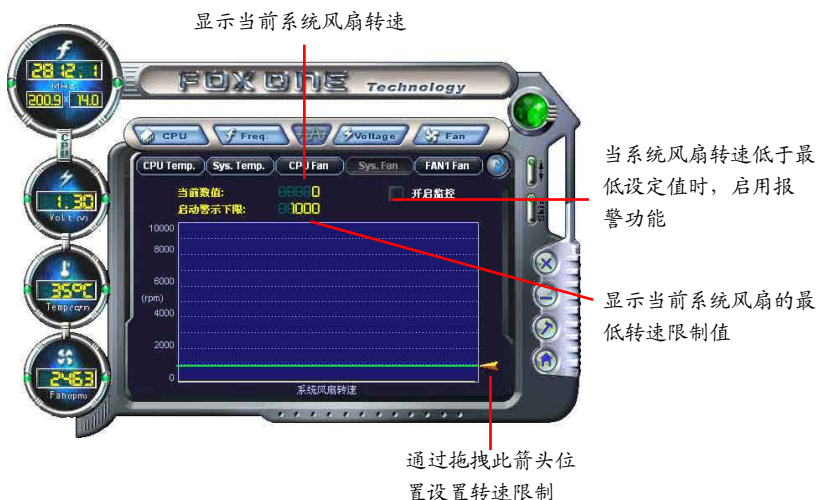 显示当前系统风扇转速
2812.1
MHz
200.9 x 14.0
FOX ONE Technology
CPU
Freq.
Voltage
Fan
CPU
CPU Temp.
Sys. Temp.
CPU Fan
Sys. Fan
FAN1 Fan
?
当前数值: 0
开启监控
启动警示下限: 1000
Skin
1.30
Volt.(V)
10000
8000
6000
(rpm)
4000
2000
0
系统风扇转速
35℃
2463
Fan(rpm)
当系统风扇转速低于最
低设定值时，启用报
警功能
显示当前系统风扇的最
低转速限制值
通过拖拽此箭头位
置设置转速限制